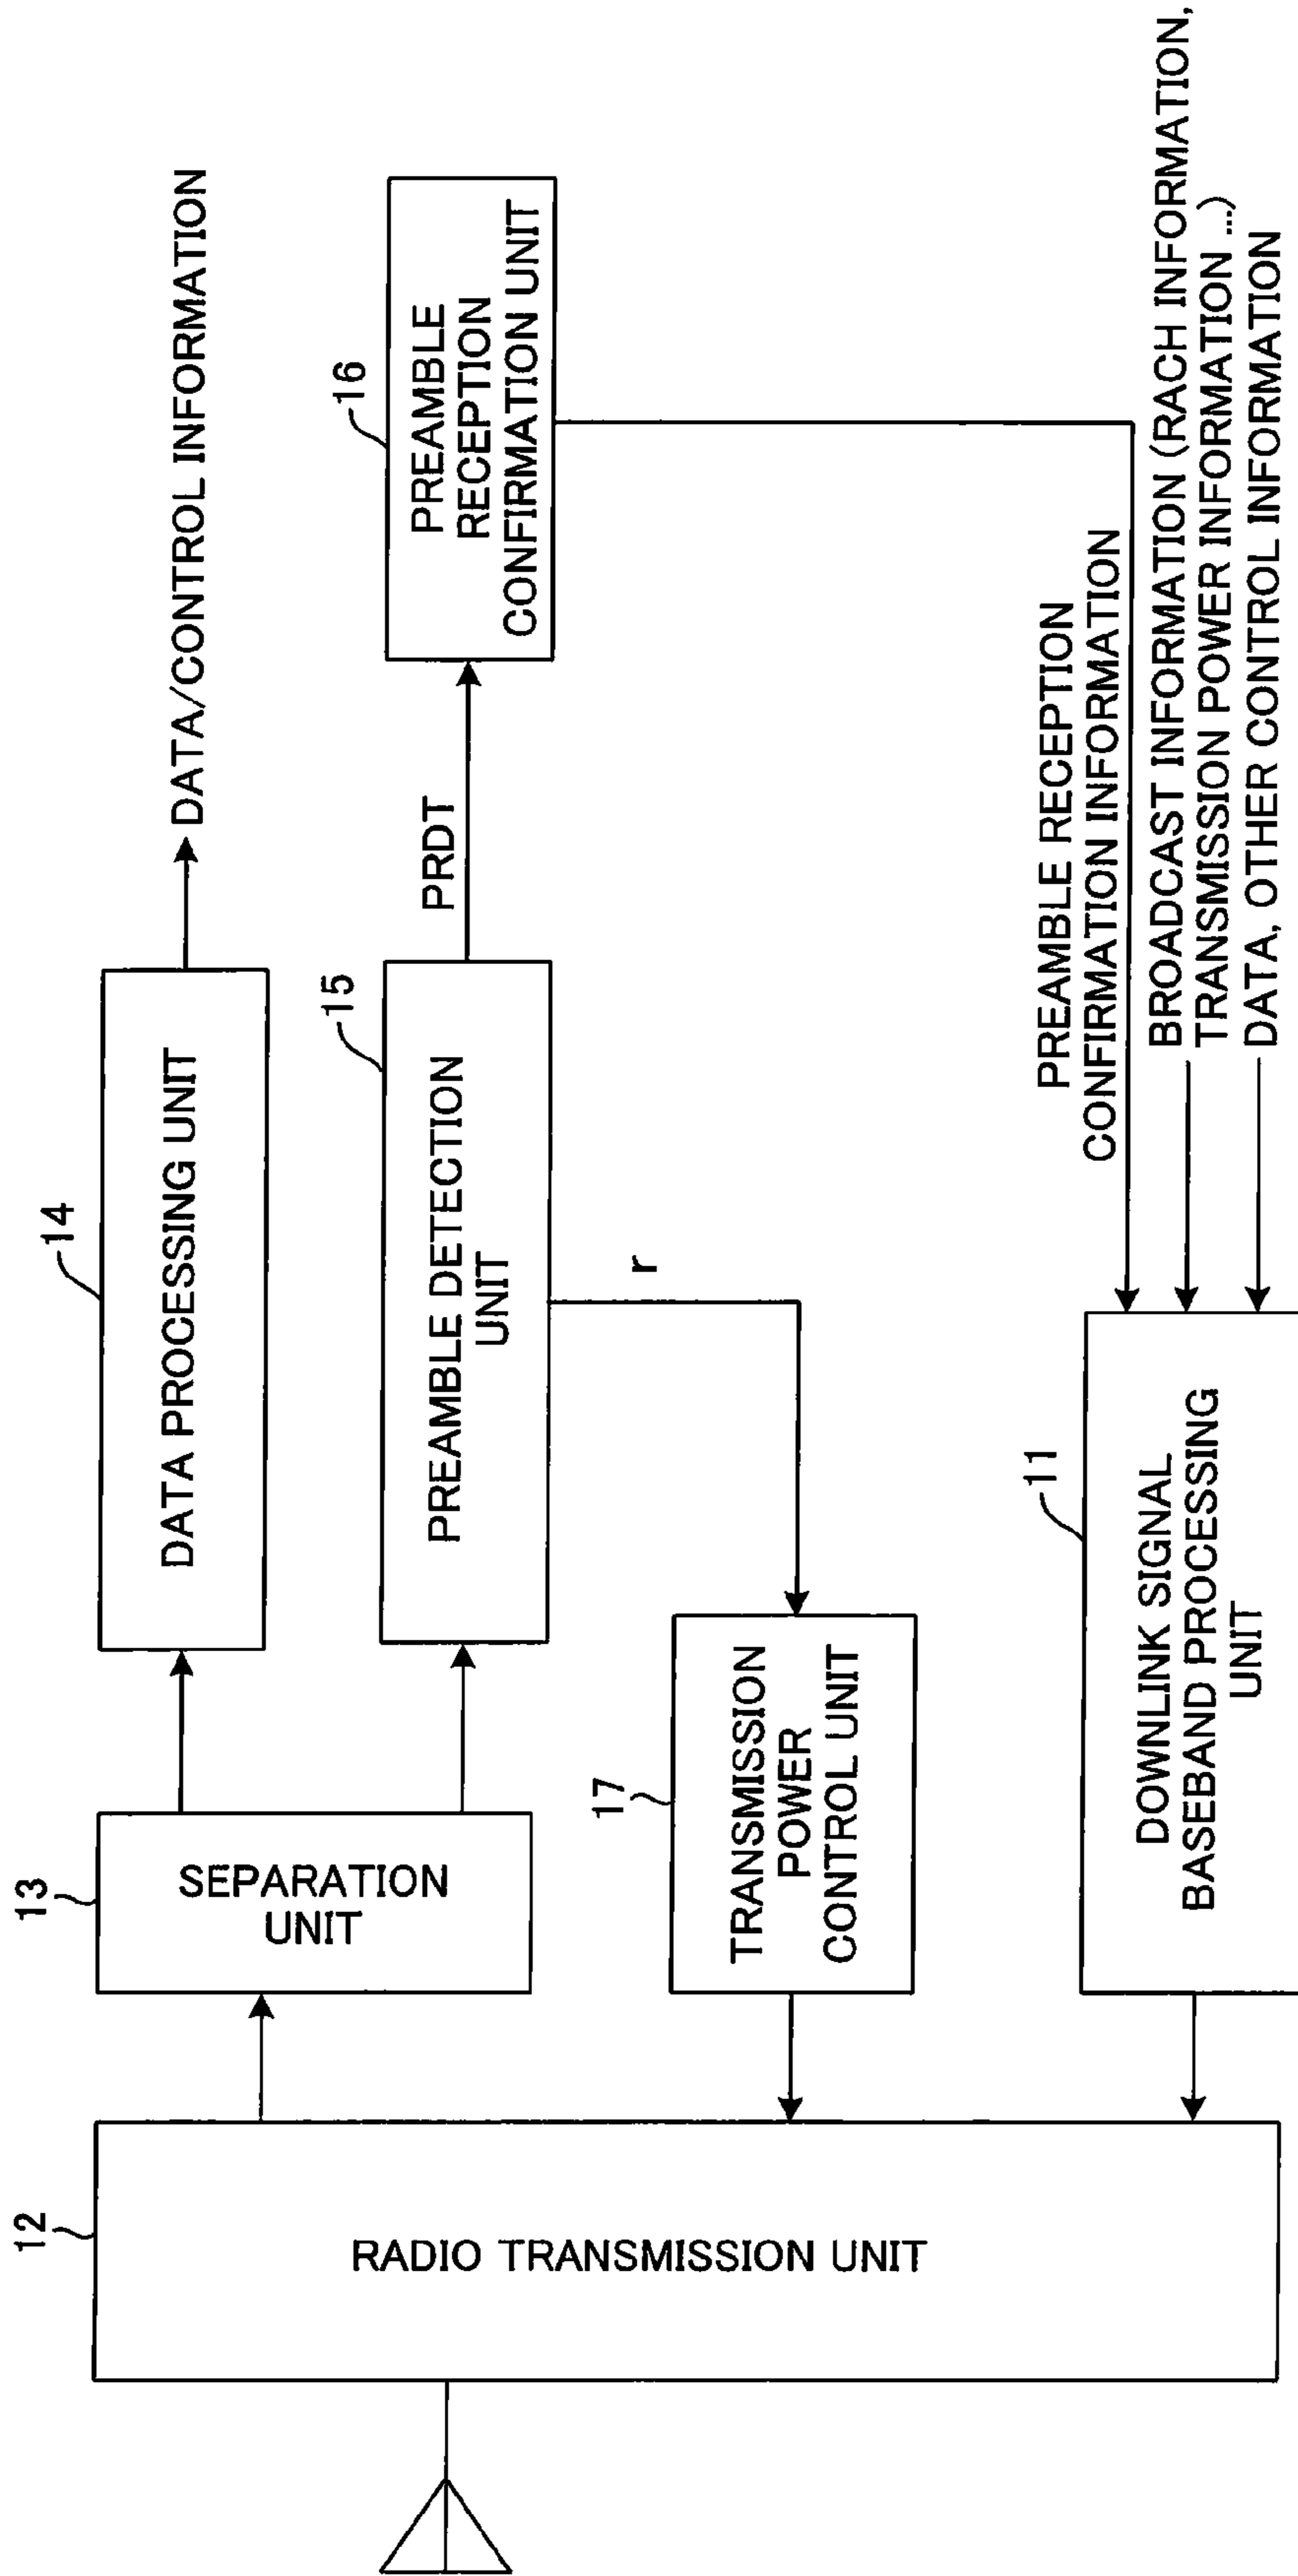 12
RADIO TRANSMISSION UNIT
13
SEPARATION
UNIT
14
DATA PROCESSING UNIT
DATA/CONTROL INFORMATION
15
PREAMBLE DETECTION
UNIT
PRDT
16
PREAMBLE
RECEPTION
CONFIRMATION UNIT
r
17
TRANSMISSION
POWER
CONTROL UNIT
11
DOWNLINK SIGNAL
BASEBAND PROCESSING
UNIT
PREAMBLE RECEPTION
CONFIRMATION INFORMATION
BROADCAST INFORMATION (RACH INFORMATION,
TRANSMISSION POWER INFORMATION ...)
DATA, OTHER CONTROL INFORMATION